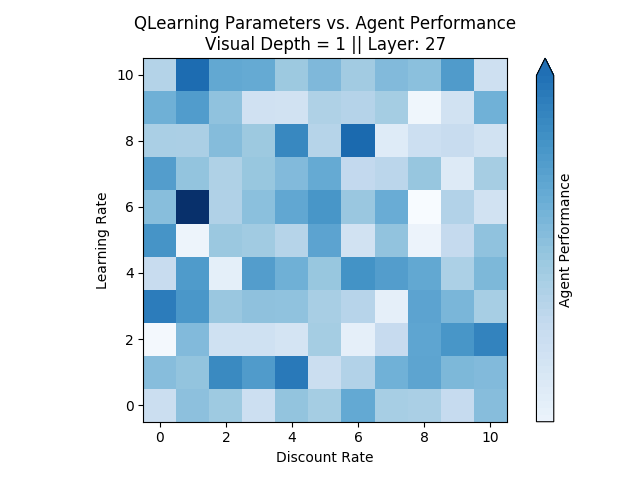 QLearning Parameters vs. Agent Performance
Visual Depth = 1 || Layer: 27
10
8
6
4
2
0
Learning Rate
0 2 4 6 8 10
Discount Rate
Agent Performance